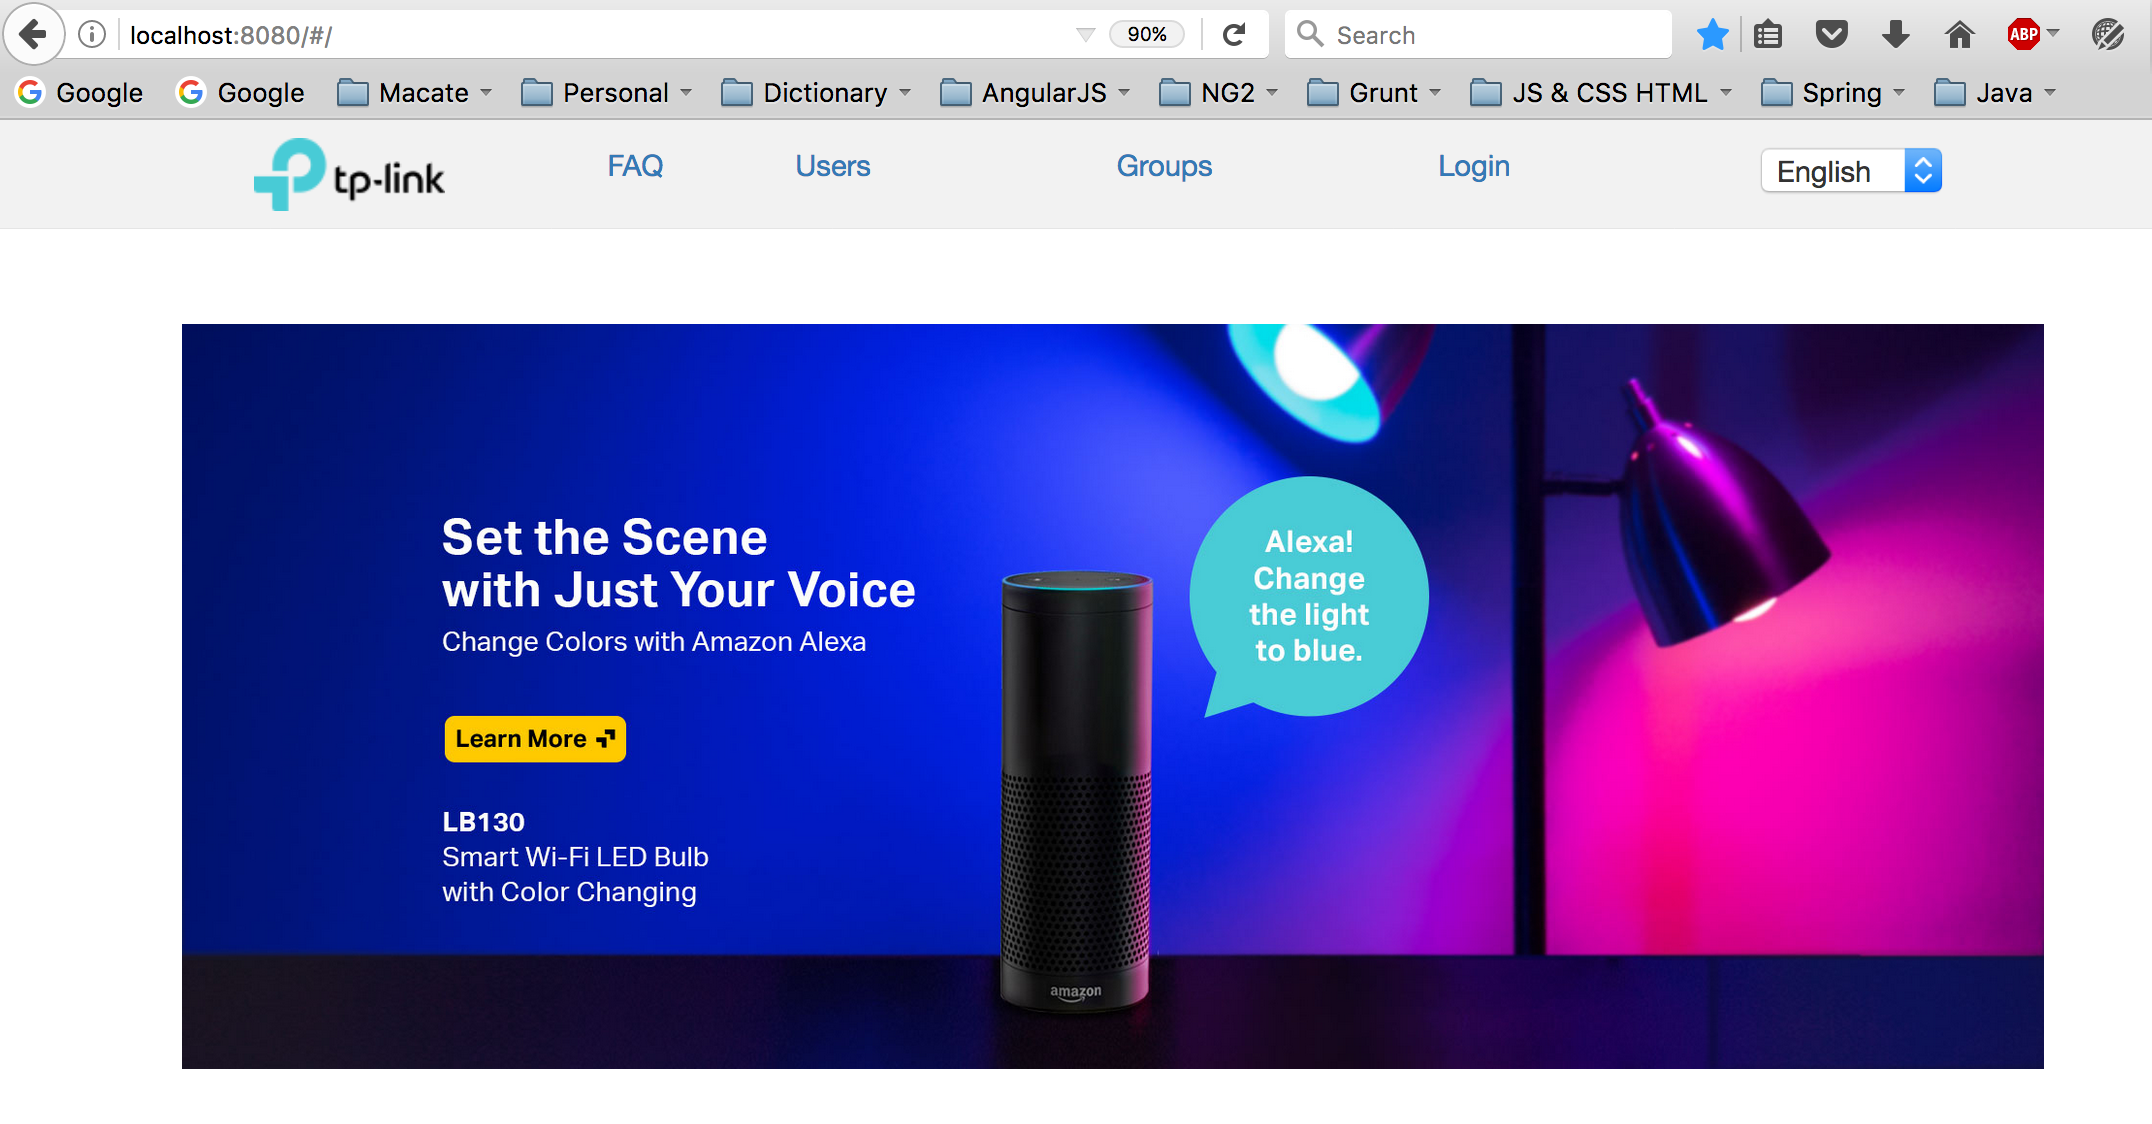 localhost:8080/#/
90%
Search
ABP
Google
Google
Macate
Personal
Dictionary
AngularJS
NG2
Grunt
JS & CSS HTML
Spring
Java
tp-link
FAQ
Users
Groups
Login
English
Set the Scene
with Just Your Voice
Change Colors with Amazon Alexa
Learn More
LB130
Smart Wi-Fi LED Bulb
with Color Changing
Alexa!
Change
the light
to blue.
amazon